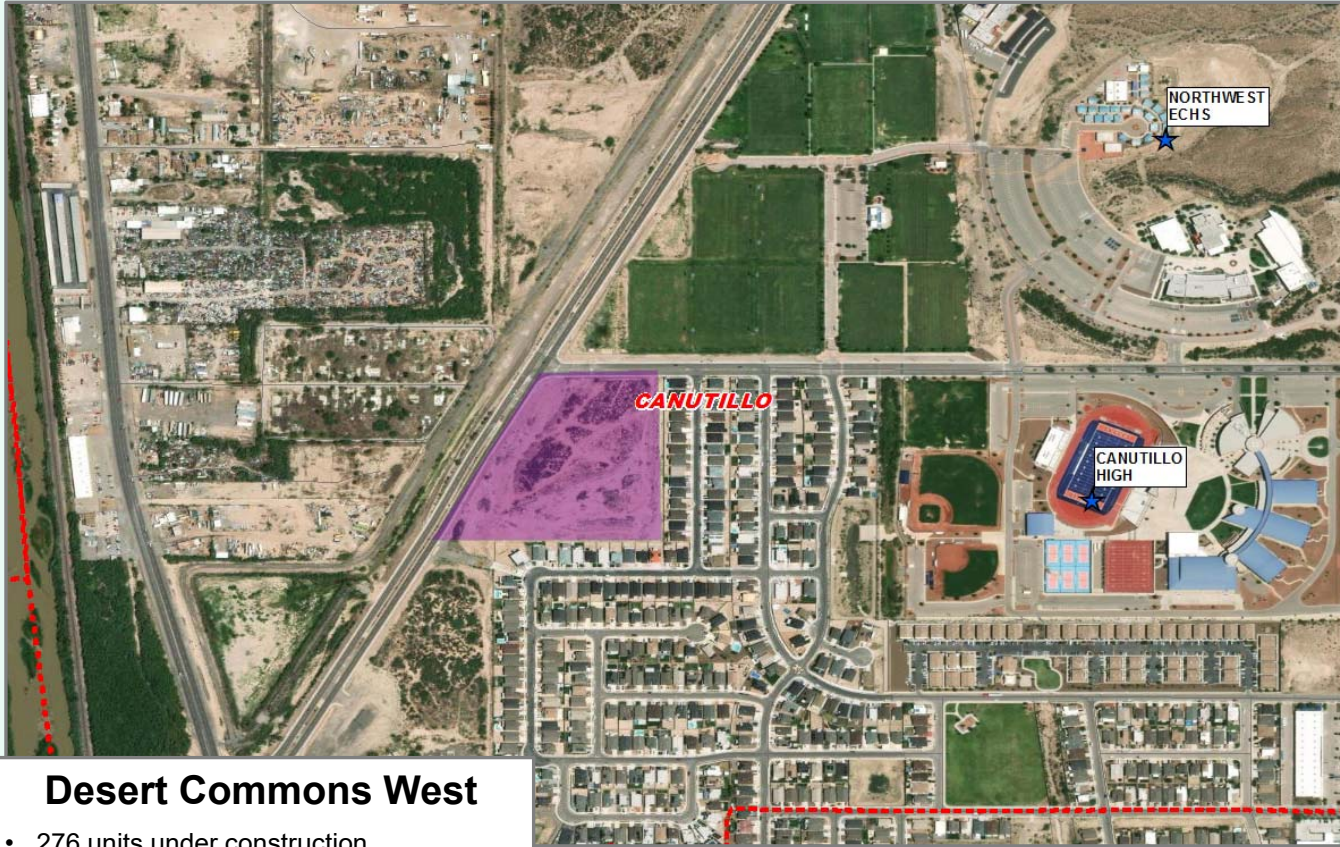 NORTHWEST
ECHS
CANUTILLO
CANUTILLO
HIGH
Desert Commons West
• 276 units under construction